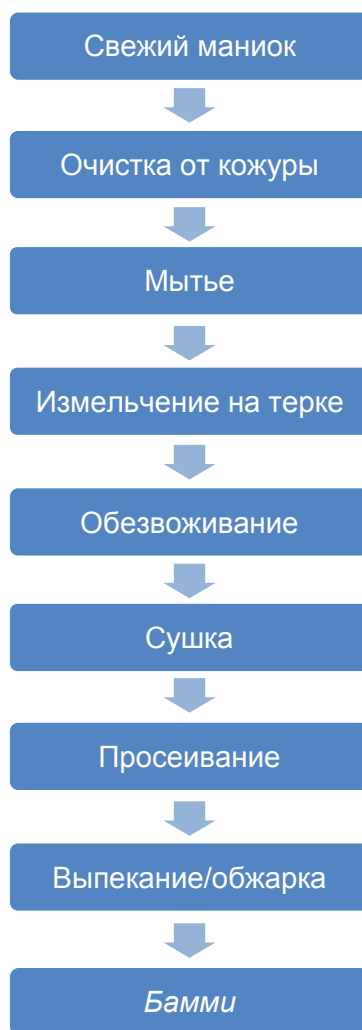 Свежий маниок
Очистка от кожуры
Мытье
Измельчение на терке
Обезвоживание
Сушка
Просеивание
Выпекание/обжарка
Бамми